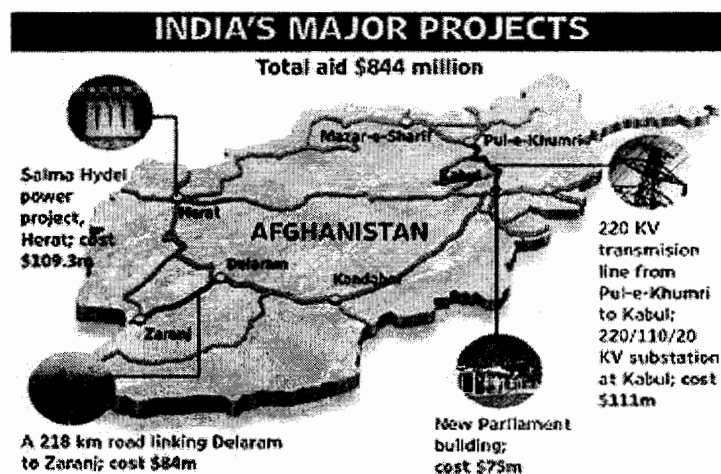 INDIA'S MAJOR PROJECTS
Total aid $844 million
Mazar-e-Sharif
Pul-e-Khumri
Kabul
Salma Hydel
power
project,
Herat; cost
$109.3m
Herat
AFGHANISTAN
Delaram
Kandahar
Zaranj
220 KV
transmision
line from
Pul-e-Khumri
to Kabul;
220/110/20
KV substation
at Kabul; cost
$111m
A 218 km road linking Delaram
to Zaranj; cost $84m
New Parliament
building;
cost $75m